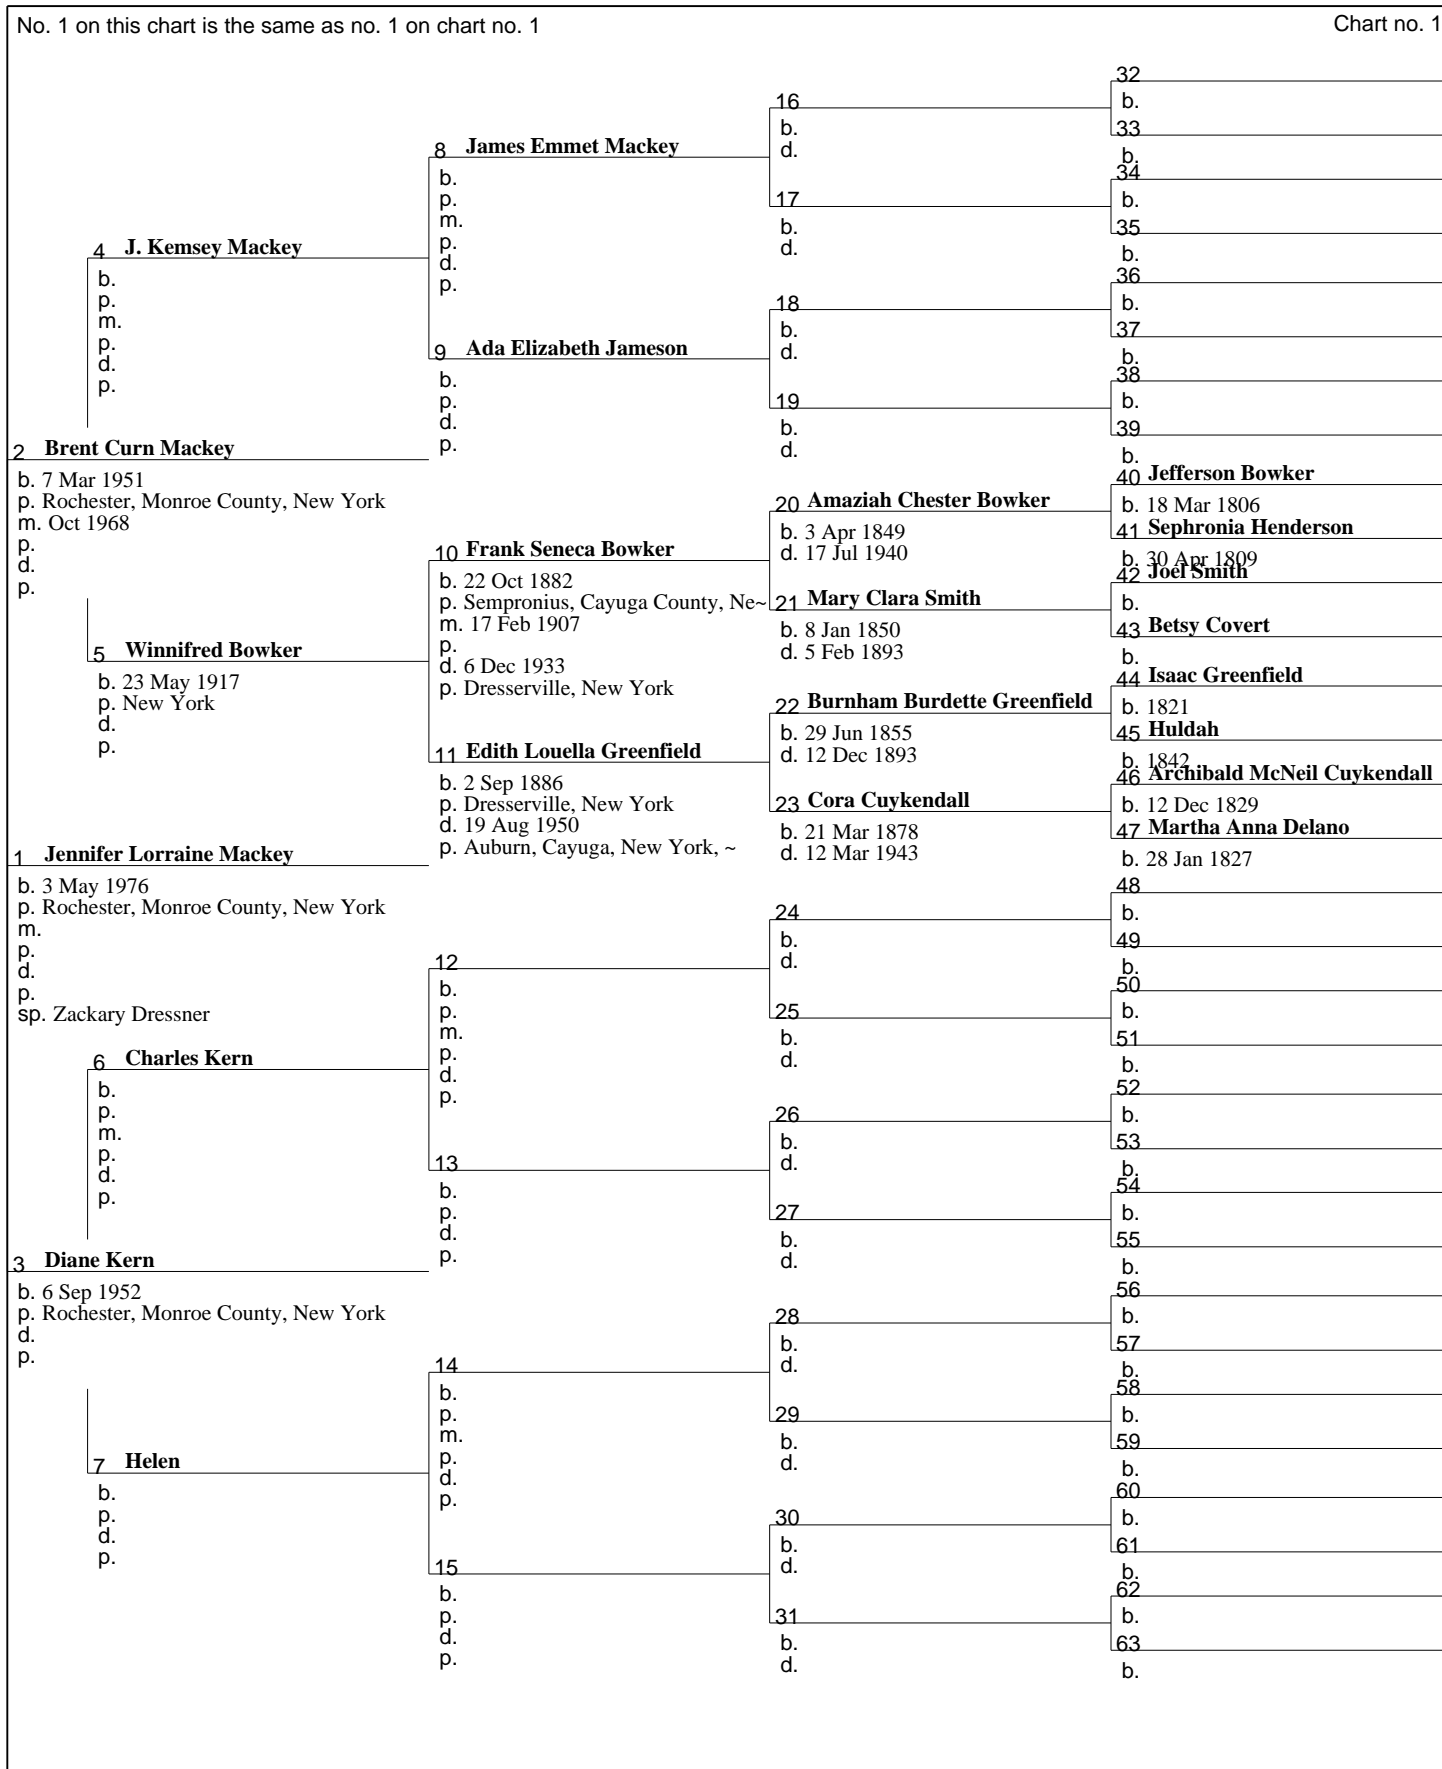 No. 1 on this chart is the same as no. 1 on chart no. 1
Chart no. 1
2 Brent Curn Mackey
b. 7 Mar 1951
p. Rochester, Monroe County, New York
m. Oct 1968
p.
d.
p.
1 Jennifer Lorraine Mackey
b. 3 May 1976
p. Rochester, Monroe County, New York
m.
p.
d.
p.
sp. Zackary Dressner
3 Diane Kern
b. 6 Sep 1952
p. Rochester, Monroe County, New York
d.
p.
4 J. Kemsey Mackey
b.
p.
m.
p.
d.
p.
5 Winnifred Bowker
b. 23 May 1917
p. New York
d.
p.
6 Charles Kern
b.
p.
m.
p.
d.
p.
7 Helen
b.
p.
d.
p.
8 James Emmet Mackey
b.
p.
m.
p.
d.
p.
9 Ada Elizabeth Jameson
b.
p.
d.
p.
10 Frank Seneca Bowker
b. 22 Oct 1882
p. Sempronius, Cayuga County, Ne~
m. 17 Feb 1907
p.
d. 6 Dec 1933
p. Dresserville, New York
11 Edith Louella Greenfield
b. 2 Sep 1886
p. Dresserville, New York
d. 19 Aug 1950
p. Auburn, Cayuga, New York, ~
12
b.
p.
m.
p.
d.
p.
13
b.
p.
d.
p.
14
b.
p.
m.
p.
d.
p.
15
b.
p.
d.
p.
16
b.
d.
17
b.
d.
18
b.
d.
19
b.
d.
20 Amaziah Chester Bowker
b. 3 Apr 1849
d. 17 Jul 1940
21 Mary Clara Smith
b. 8 Jan 1850
d. 5 Feb 1893
22 Burnham Burdette Greenfield
b. 29 Jun 1855
d. 12 Dec 1893
23 Cora Cuykendall
b. 21 Mar 1878
d. 12 Mar 1943
24
b.
d.
25
b.
d.
26
b.
d.
27
b.
d.
28
b.
d.
29
b.
d.
30
b.
d.
31
b.
d.
32
b.
33
b.
34
b.
35
b.
36
b.
37
b.
38
b.
39
b.
40 Jefferson Bowker
b. 18 Mar 1806
41 Sephronia Henderson
b. 30 Apr 1809
42 Joel Smith
b.
43 Betsy Covert
b.
44 Isaac Greenfield
b. 1821
45 Huldah
b. 1842
46 Archibald McNeil Cuykendall
b. 12 Dec 1829
47 Martha Anna Delano
b. 28 Jan 1827
48
b.
49
b.
50
b.
51
b.
52
b.
53
b.
54
b.
55
b.
56
b.
57
b.
58
b.
59
b.
60
b.
61
b.
62
b.
63
b.